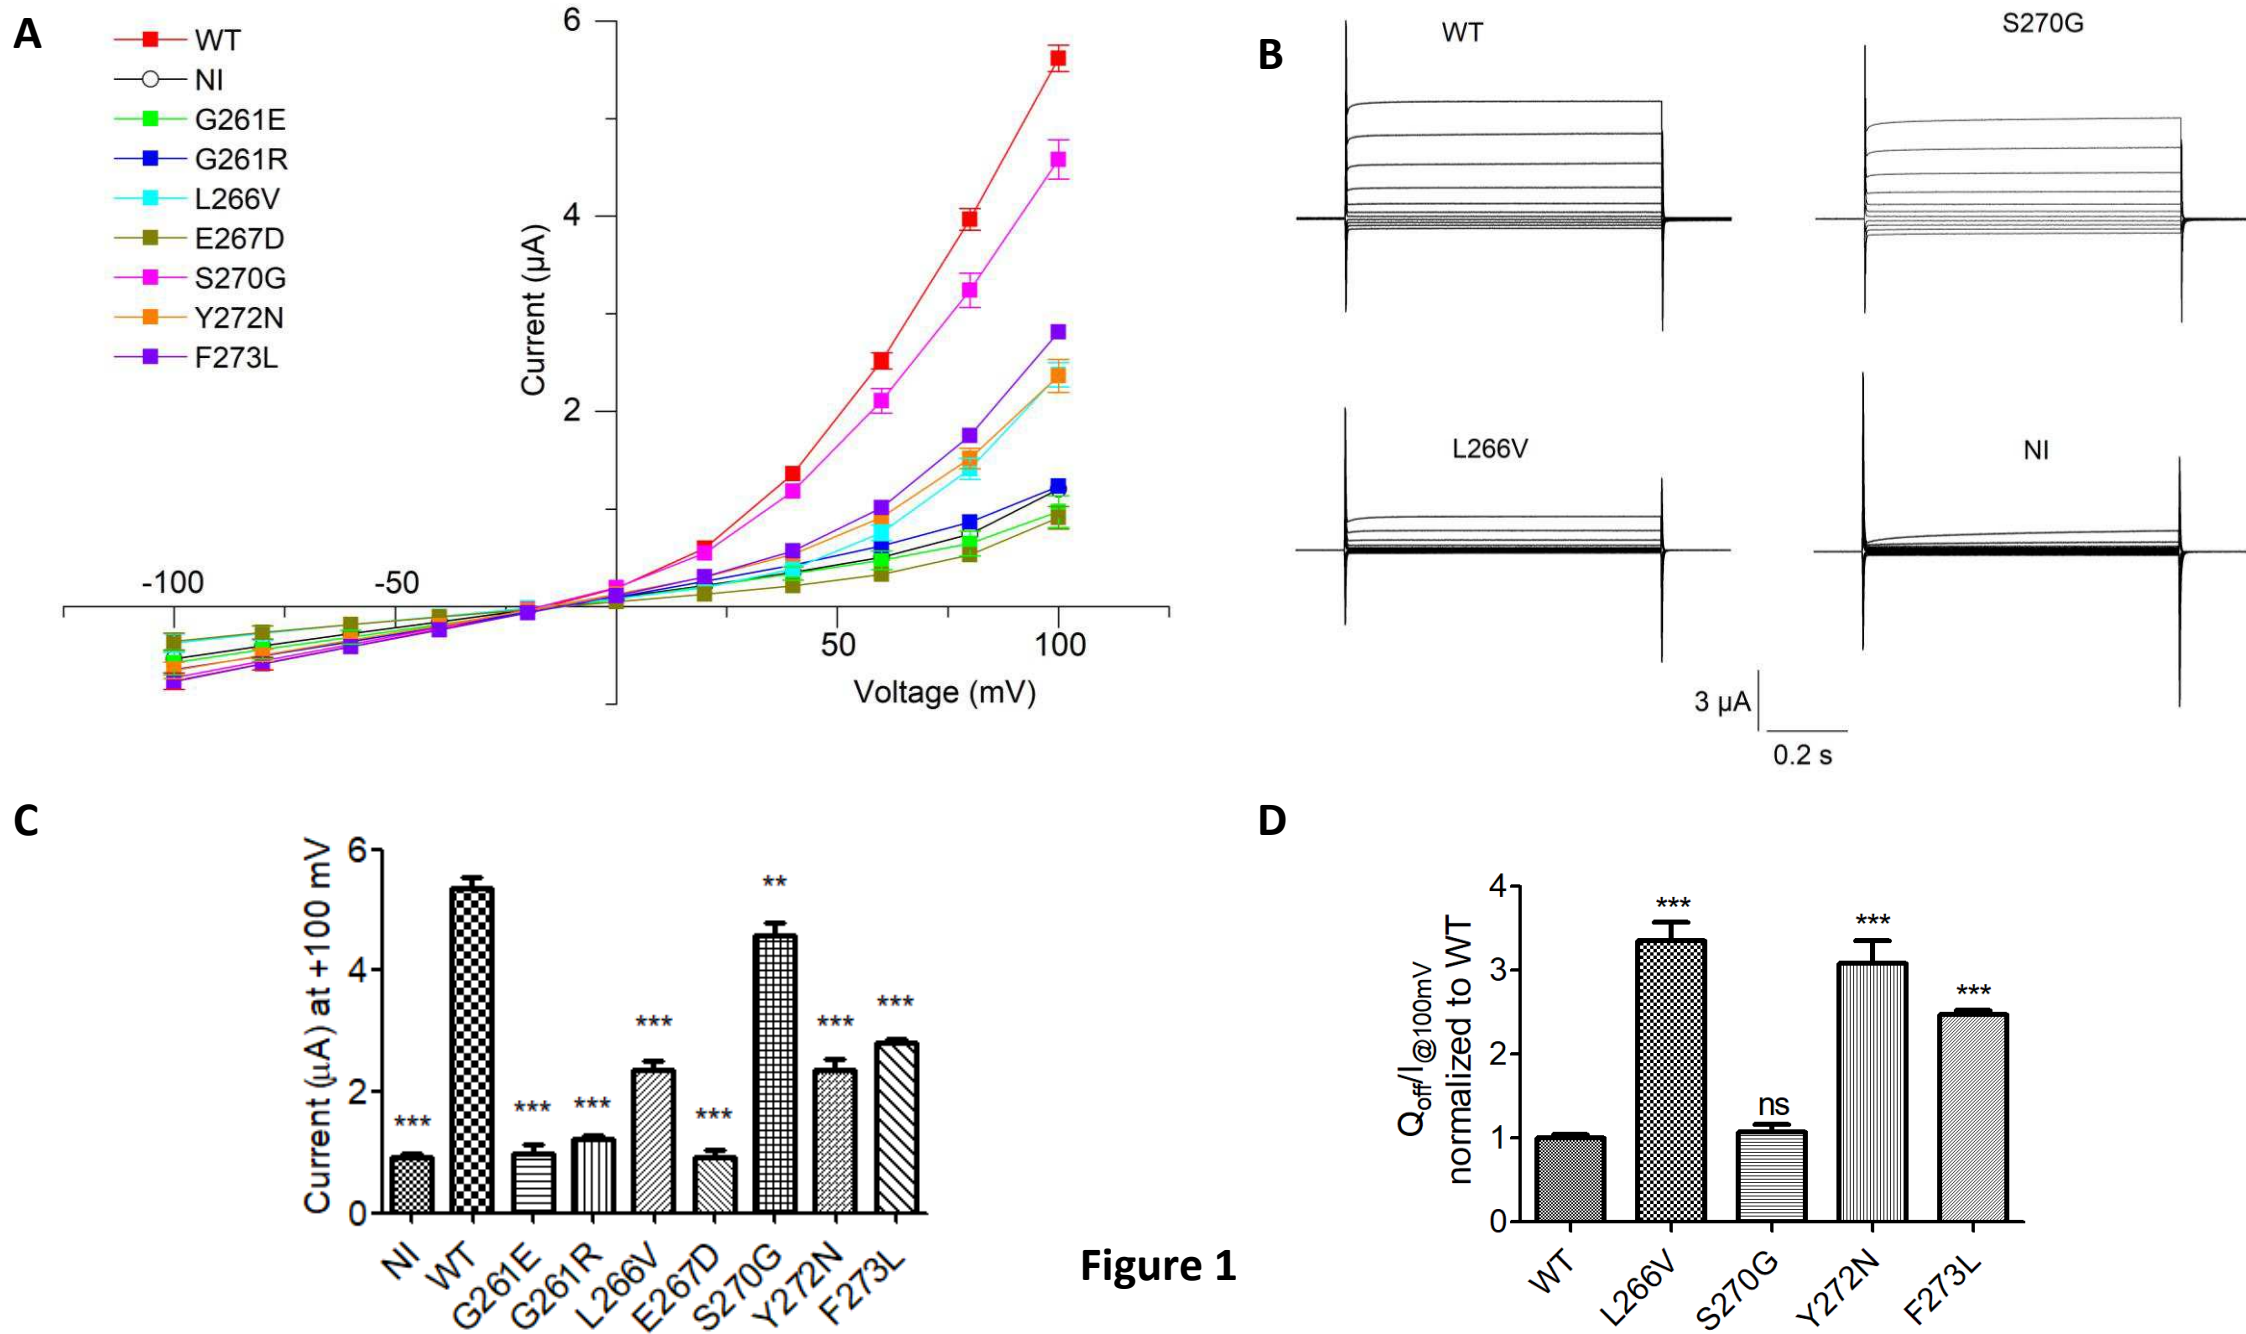 A
WT
NI
G261E
G261R
L266V
E267D
S270G
Y272N
F273L
6
4
2
Current (µA)
-100
-50
50
100
Voltage (mV)
B
WT
S270G
L266V
NI
3 µA
0.2 s
C
Current (µA) at +100 mV
6
4
2
0
***
***
***
***
***
**
***
***
NI
WT
G261E
G261R
L266V
E267D
S270G
Y272N
F273L
D
Qoff/I@100mV
normalized to WT
4
3
2
1
0
***
ns
***
***
WT
L266V
S270G
Y272N
F273L
Figure 1